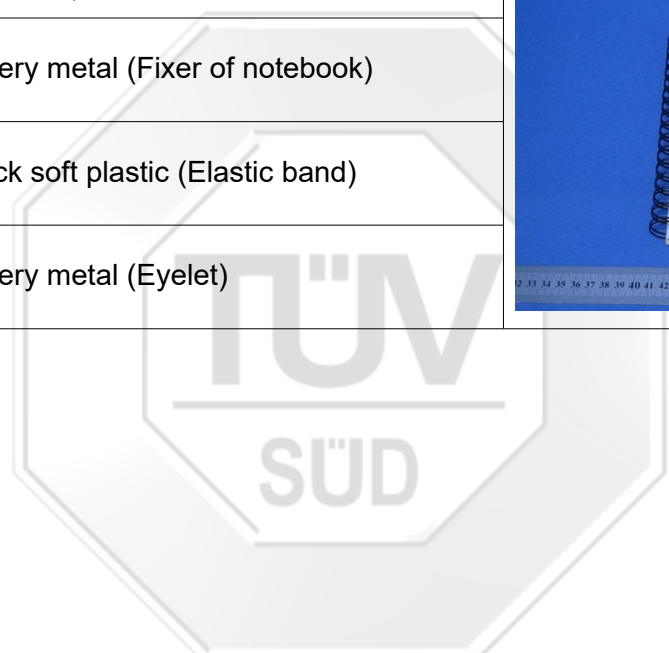 ery metal (Fixer of notebook)
ck soft plastic (Elastic band)
ery metal (Eyelet)
33 34 35 36 37 38 39 40 41 42
TÜV
SÜD